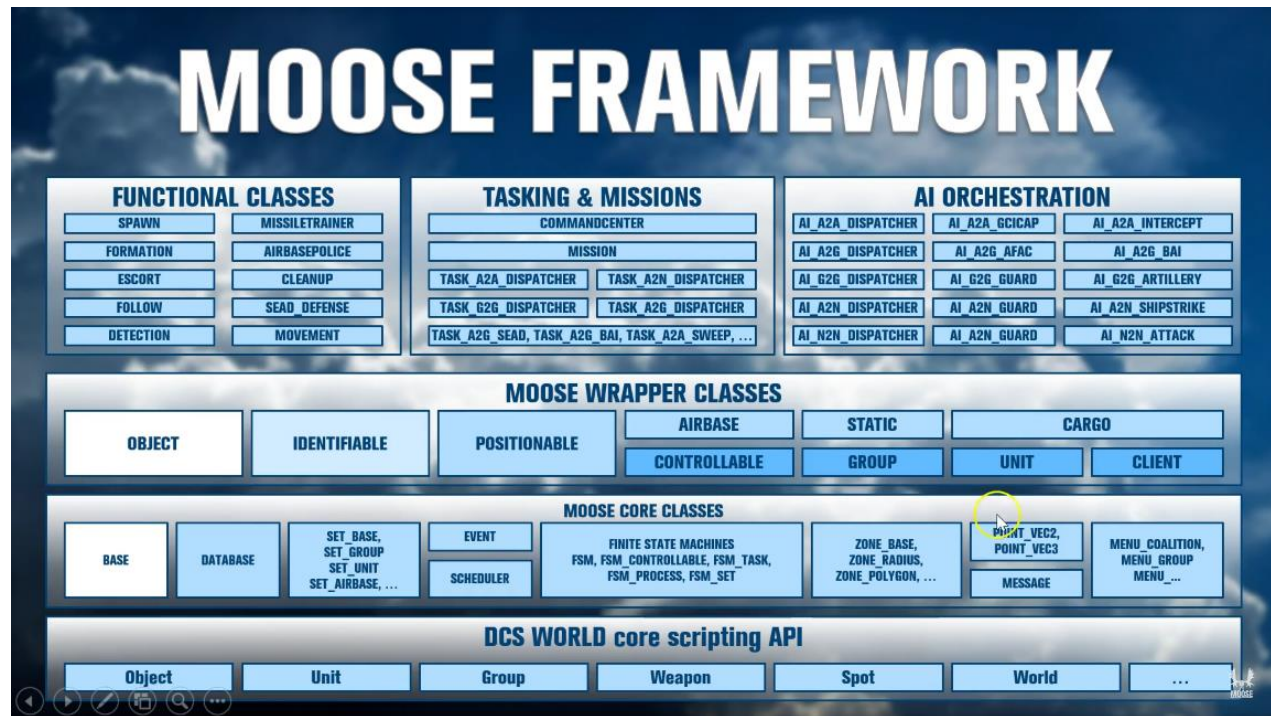 MOOSE FRAMEWORK
FUNCTIONAL CLASSES
SPAWN MISSILETRAINER
FORMATION AIRBASEPOLICE
ESCORT CLEANUP
FOLLOW SEAD_DEFENSE
DETECTION MOVEMENT
TASKING & MISSIONS
COMMANDCENTER
MISSION
TASK_A2A_DISPATCHER TASK_A2N_DISPATCHER
TASK_G2G_DISPATCHER TASK_A2G_DISPATCHER
TASK_A2G_SEAD, TASK_A2G_BAI, TASK_A2A_SWEEP, ...
AI ORCHESTRATION
AI_A2A_DISPATCHER AI_A2A_GCICAP AI_A2A_INTERCEPT
AI_A2G_DISPATCHER AI_A2G_AFAC AI_A2G_BAI
AI_G2G_DISPATCHER AI_G2G_GUARD AI_G2G_ARTILLERY
AI_A2N_DISPATCHER AI_A2N_GUARD AI_A2N_SHIPSTRIKE
AI_N2N_DISPATCHER AI_A2N_GUARD AI_N2N_ATTACK
MOOSE WRAPPER CLASSES
OBJECT
IDENTIFIABLE
POSITIONABLE
AIRBASE STATIC CARGO
CONTROLLABLE GROUP UNIT CLIENT
MOOSE CORE CLASSES
BASE
DATABASE
SET_BASE,
SET_GROUP
SET_UNIT
SET_AIRBASE, ...
EVENT
SCHEDULER
FINITE STATE MACHINES
FSM, FSM_CONTROLLABLE, FSM_TASK,
FSM_PROCESS, FSM_SET
ZONE_BASE,
ZONE_RADIUS,
ZONE_POLYGON, ...
POINT_VEC2,
POINT_VEC3
MESSAGE
MENU_COALITION,
MENU_GROUP
MENU_...
DCS WORLD core scripting API
Object Unit Group Weapon Spot World ...
MOOSE